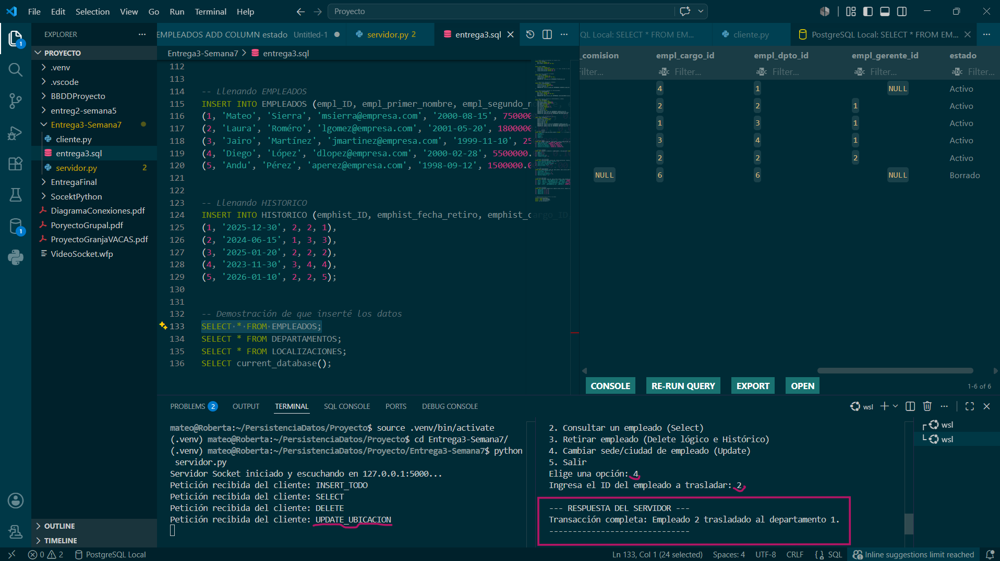 File Edit Selection View Go Run Terminal Help
Proyecto
EXPLORER
PROYECTO
.venv
.vscode
BBDDProyecto
entreg2-semana5
Entrega3-Semana7
cliente.py
entrega3.sql
servidor.py 2
EntregaFinal
SocektPython
DiagramaConexiones.pdf
PoryectoGrupal.pdf
ProyectoGranjaVACAS.pdf
VideoSocket.wfp
OUTLINE
TIMELINE
1
1
EMPLEADOS ADD COLUMN estado Untitled-1
servidor.py 2
entrega3.sql
Entrega3-Semana7 > entrega3.sql
112
113
114 -- Llenando EMPLEADOS
115 INSERT INTO EMPLEADOS (empl_ID, empl_primer_nombre, empl_segundo_n
116 (1, 'Mateo', 'Sierra', 'msierra@empresa.com', '2000-08-15', 750000
117 (2, 'Laura', 'Roméro', 'lgomez@empresa.com', '2001-05-20', 1800000
118 (3, 'Jairo', 'Martínez', 'jmartinez@empresa.com', '1999-11-10', 25
119 (4, 'Diego', 'López', 'dlopez@empresa.com', '2000-02-28', 5500000.
120 (5, 'Andu', 'Pérez', 'aperez@empresa.com', '1998-09-12', 1500000.0
121
122
123 -- Llenando HISTORICO
124 INSERT INTO HISTORICO (emphist_ID, emphist_fecha_retiro, emphist_cargo_ID,
125 (1, '2025-12-30', 2, 2, 1),
126 (2, '2024-06-15', 1, 3, 3),
127 (3, '2025-01-20', 2, 2, 2),
128 (4, '2023-11-30', 3, 4, 4),
129 (5, '2026-01-10', 2, 2, 5);
130
131
132 -- Demostración de que inserté los datos
133 SELECT * FROM EMPLEADOS;
134 SELECT * FROM DEPARTAMENTOS;
135 SELECT * FROM LOCALIZACIONES;
136 SELECT current_database();
QL Local: SELECT * FROM EM...
cliente.py
PostgreSQL Local: SELECT * FROM EM...
_comision empl_cargo_id empl_dpto_id empl_gerente_id estado
Filter... Filter... Filter... Filter... Filter...
4 1 NULL Activo
2 2 1 Activo
1 3 1 Activo
3 4 1 Activo
2 2 2 Activo
NULL 6 6 NULL Borrado
CONSOLE RE-RUN QUERY EXPORT OPEN
1-6 of 6
PROBLEMS 2 OUTPUT TERMINAL SQL CONSOLE PORTS DEBUG CONSOLE
wsl
mateo@Roberta:~/PersistenciaDatos/Proyecto$ source .venv/bin/activate
(.venv) mateo@Roberta:~/PersistenciaDatos/Proyecto$ cd Entrega3-Semana7/
(.venv) mateo@Roberta:~/PersistenciaDatos/Proyecto/Entrega3-Semana7$ python
servidor.py
Servidor Socket iniciado y escuchando en 127.0.0.1:5000...
Petición recibida del cliente: INSERT_TODO
Petición recibida del cliente: SELECT
Petición recibida del cliente: DELETE
Petición recibida del cliente: UPDATE_UBICACION
2. Consultar un empleado (Select)
3. Retirar empleado (Delete lógico e Histórico)
4. Cambiar sede/ciudad de empleado (Update)
5. Salir
Elige una opción: 4
Ingresa el ID del empleado a trasladar: 2
--- RESPUESTA DEL SERVIDOR ---
Transacción completa: Empleado 2 trasladado al departamento 1.
------------------------------
wsl
wsl
0 2 PostgreSQL Local
Ln 133, Col 1 (24 selected) Spaces: 4 UTF-8 CRLF SQL Inline suggestions limit reached